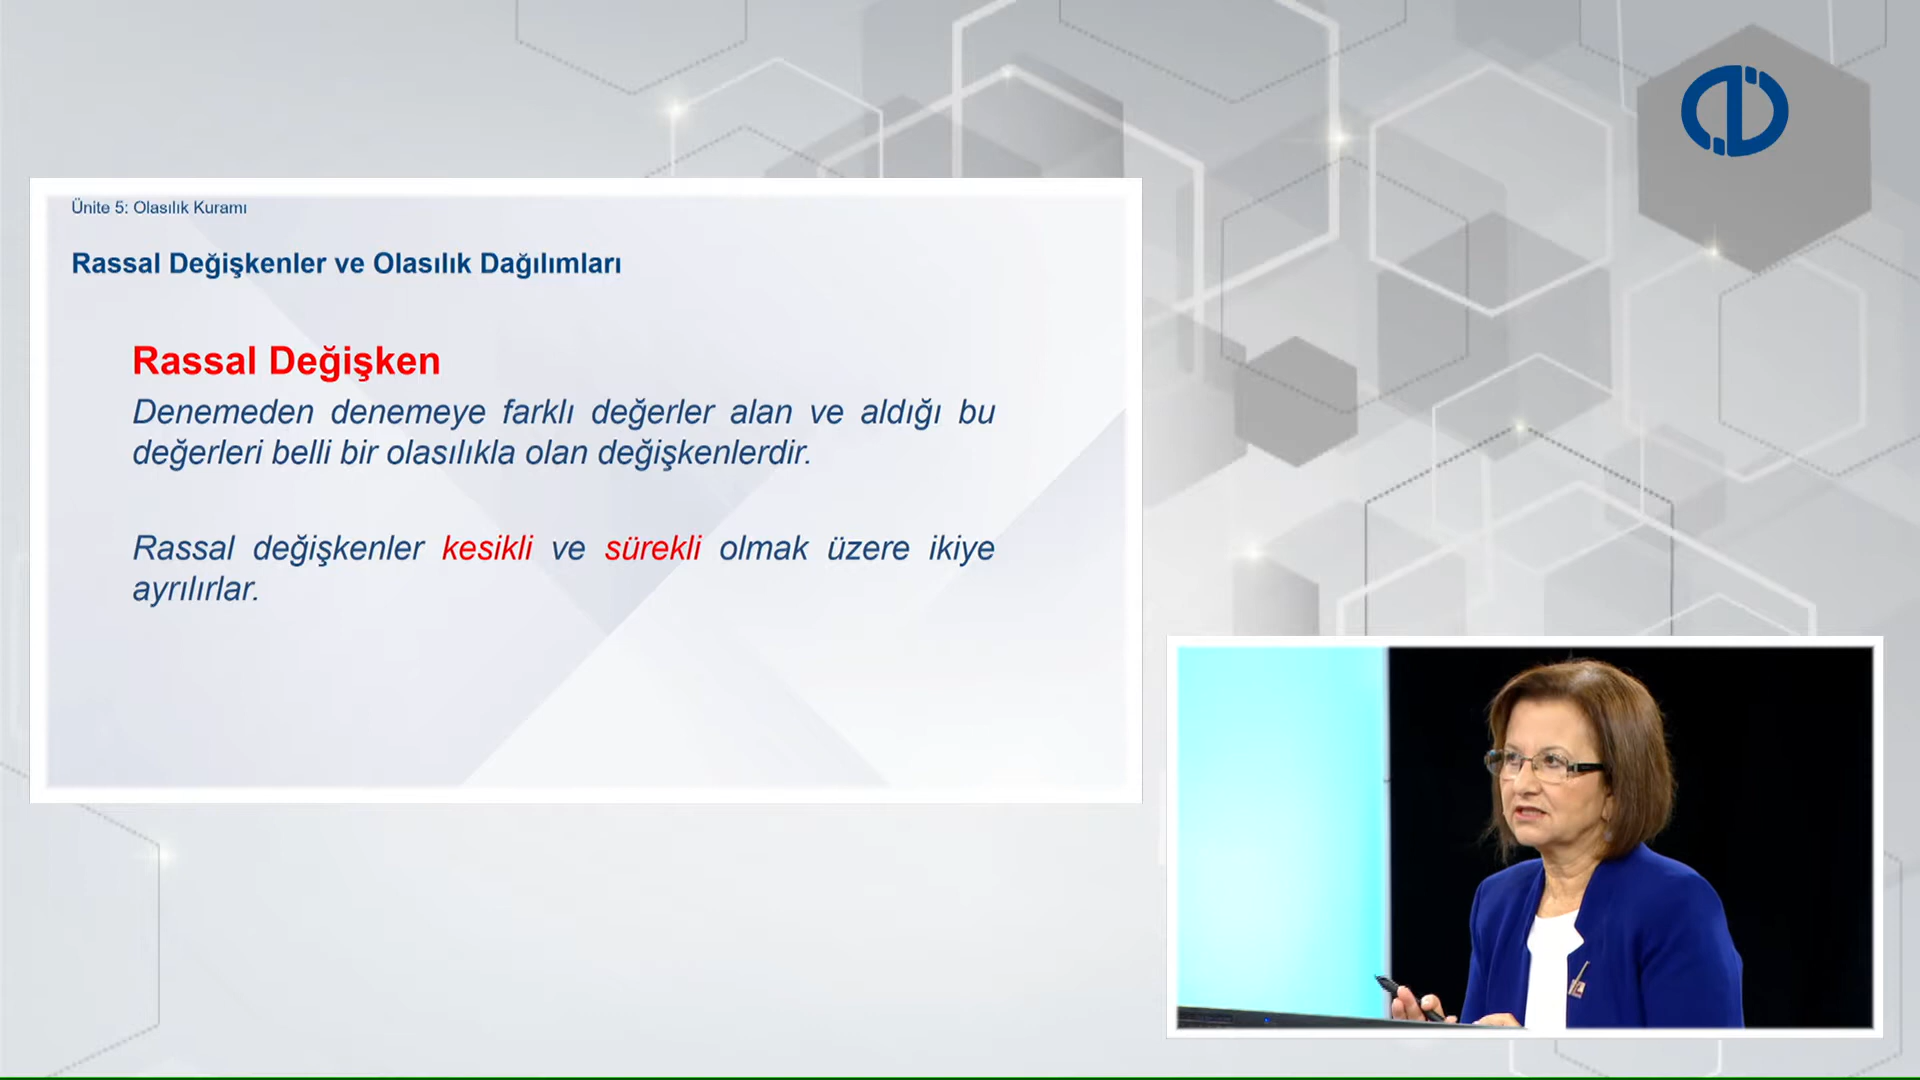 Ünite 5: Olasılık Kuramı
Rassal Değişkenler ve Olasılık Dağılımları
Rassal Değişken
Denemeden denemeye farklı değerler alan ve aldığı bu
değerleri belli bir olasılıkla olan değişkenlerdir.
Rassal değişkenler kesikli ve sürekli olmak üzere ikiye
ayrılırlar.